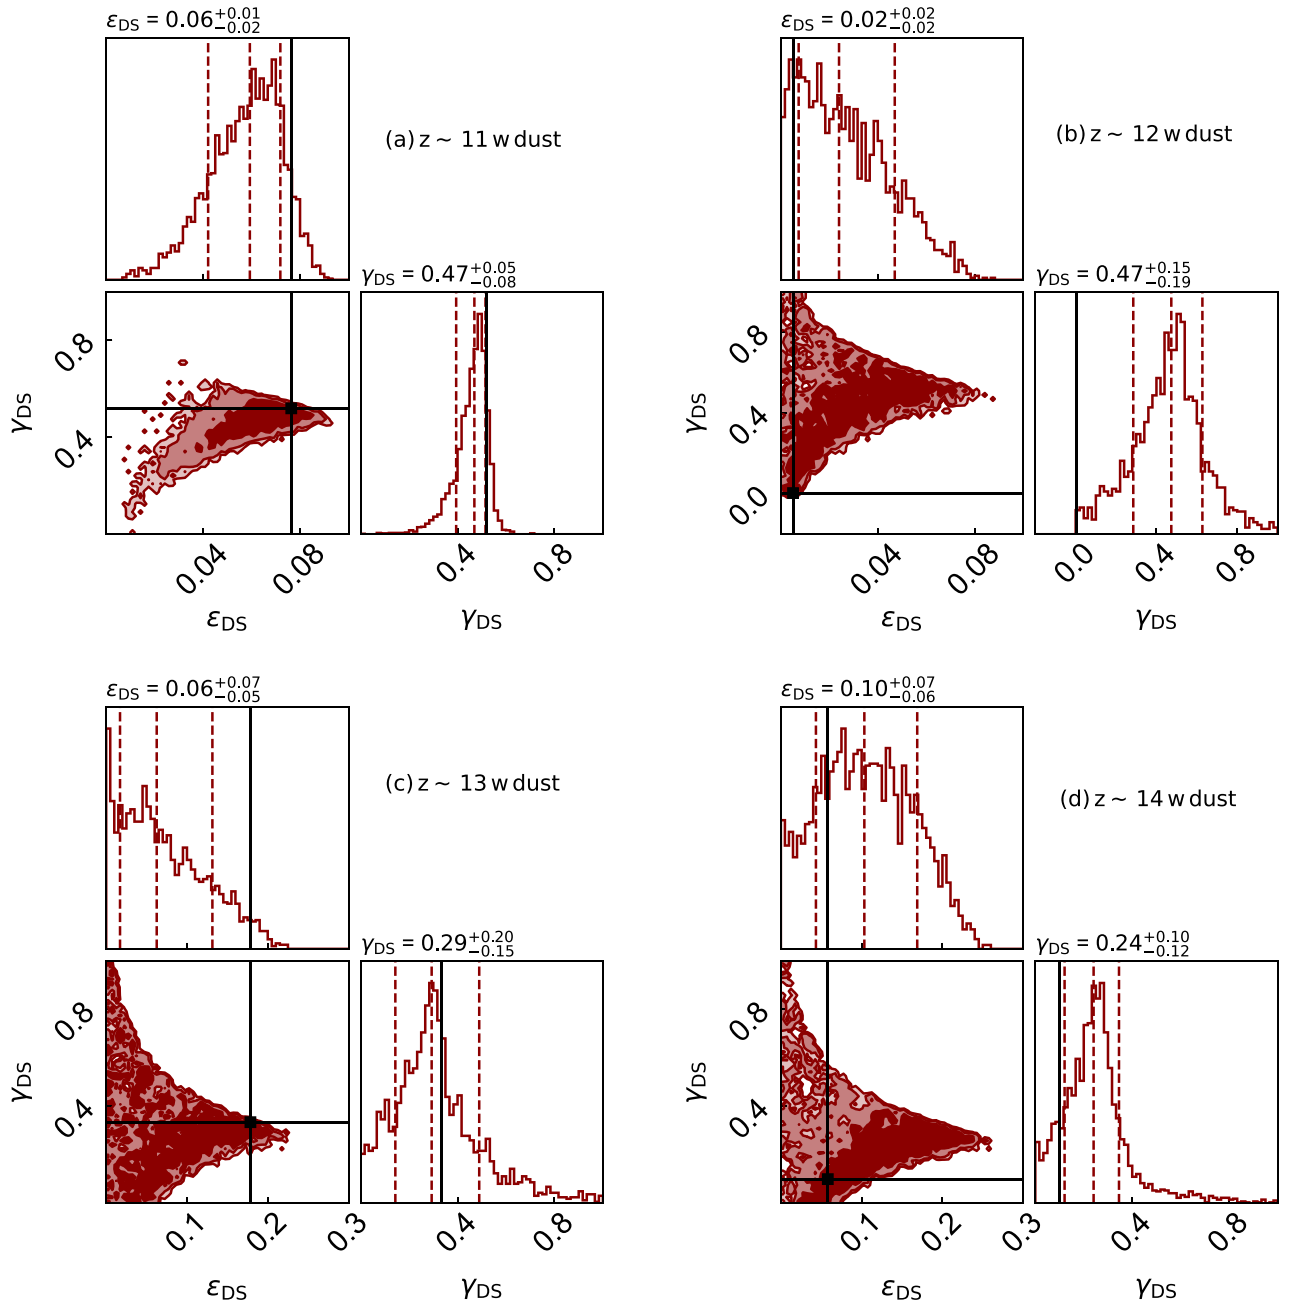 ε_DS = 0.06^{+0.01}_{−0.02}
(a) z ~ 11 w dust
γ_DS = 0.47^{+0.05}_{−0.08}
0.8
0.4
γ_DS
0.04
0.08
ε_DS
0.4
0.8
γ_DS
ε_DS = 0.02^{+0.02}_{−0.02}
(b) z ~ 12 w dust
γ_DS = 0.47^{+0.15}_{−0.19}
0.8
0.4
0.0
γ_DS
0.04
0.08
ε_DS
0.0
0.4
0.8
γ_DS
ε_DS = 0.06^{+0.07}_{−0.05}
(c) z ~ 13 w dust
γ_DS = 0.29^{+0.20}_{−0.15}
0.8
0.4
γ_DS
0.1
0.2
0.3
ε_DS
0.4
0.8
γ_DS
ε_DS = 0.10^{+0.07}_{−0.06}
(d) z ~ 14 w dust
γ_DS = 0.24^{+0.10}_{−0.12}
0.8
0.4
γ_DS
0.1
0.2
0.3
ε_DS
0.4
0.8
γ_DS